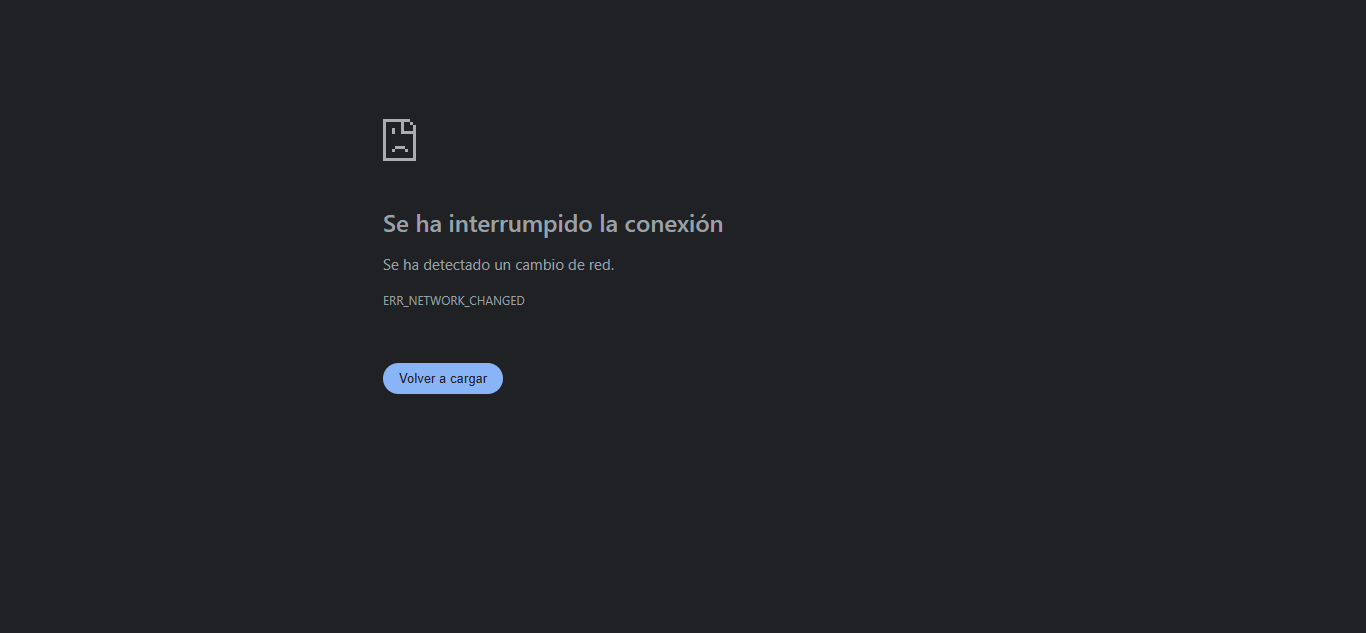 Se ha interrumpido la conexión
Se ha detectado un cambio de red.
ERR_NETWORK_CHANGED
Volver a cargar